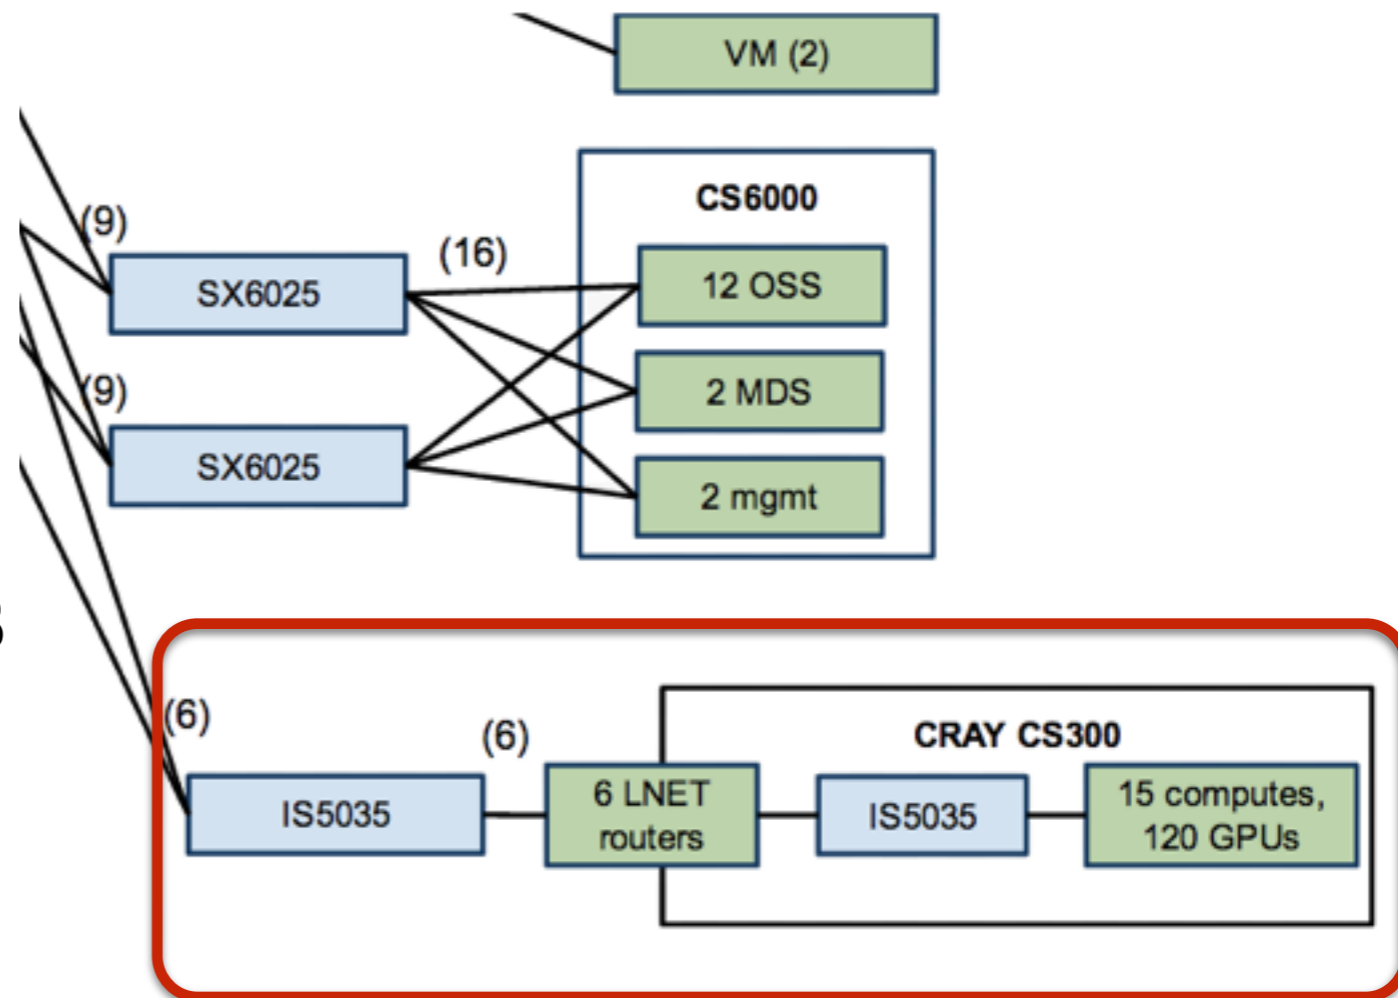 VM (2)
CS6000
(9)
SX6025
(16)
12 OSS
2 MDS
(9)
SX6025
2 mgmt
(6)
(6)
CRAY CS300
IS5035
6 LNET
routers
IS5035
15 computes,
120 GPUs